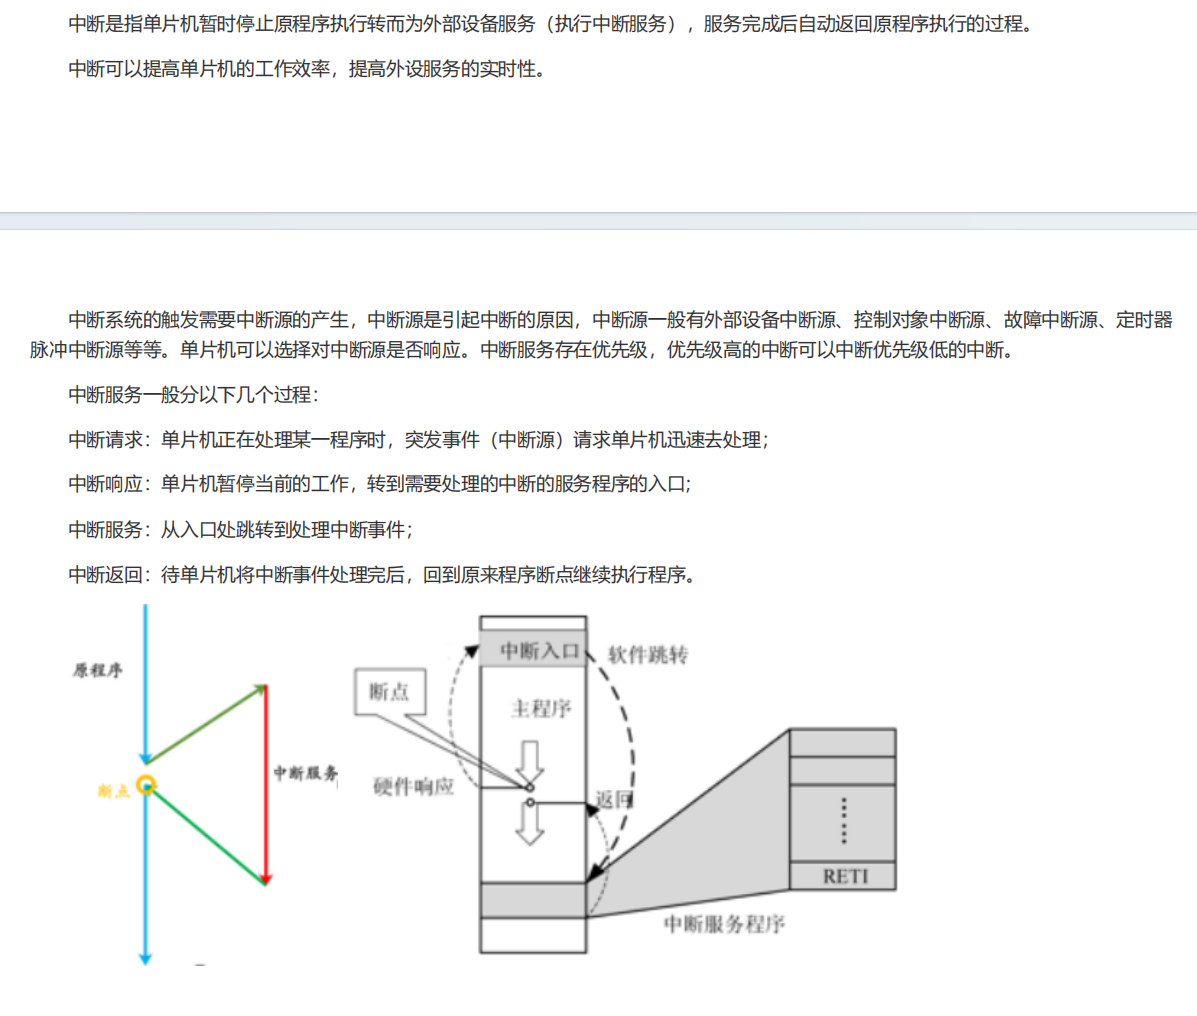 中断是指单片机暂时停止原程序执行转而为外部设备服务（执行中断服务），服务完成后自动返回原程序执行的过程。
中断可以提高单片机的工作效率，提高外设服务的实时性。
中断系统的触发需要中断源的产生，中断源是引起中断的原因，中断源一般有外部设备中断源、控制对象中断源、故障中断源、定时器
脉冲中断源等等。单片机可以选择对中断源是否响应。中断服务存在优先级，优先级高的中断可以中断优先级低的中断。
中断服务一般分以下几个过程：
中断请求：单片机正在处理某一程序时，突发事件（中断源）请求单片机迅速去处理；
中断响应：单片机暂停当前的工作，转到需要处理的中断的服务程序的入口;
中断服务：从入口处跳转到处理中断事件；
中断返回：待单片机将中断事件处理完后，回到原来程序断点继续执行程序。
原程序
断点
中断服务
中断入口
软件跳转
断点
主程序
硬件响应
返回
RETI
中断服务程序